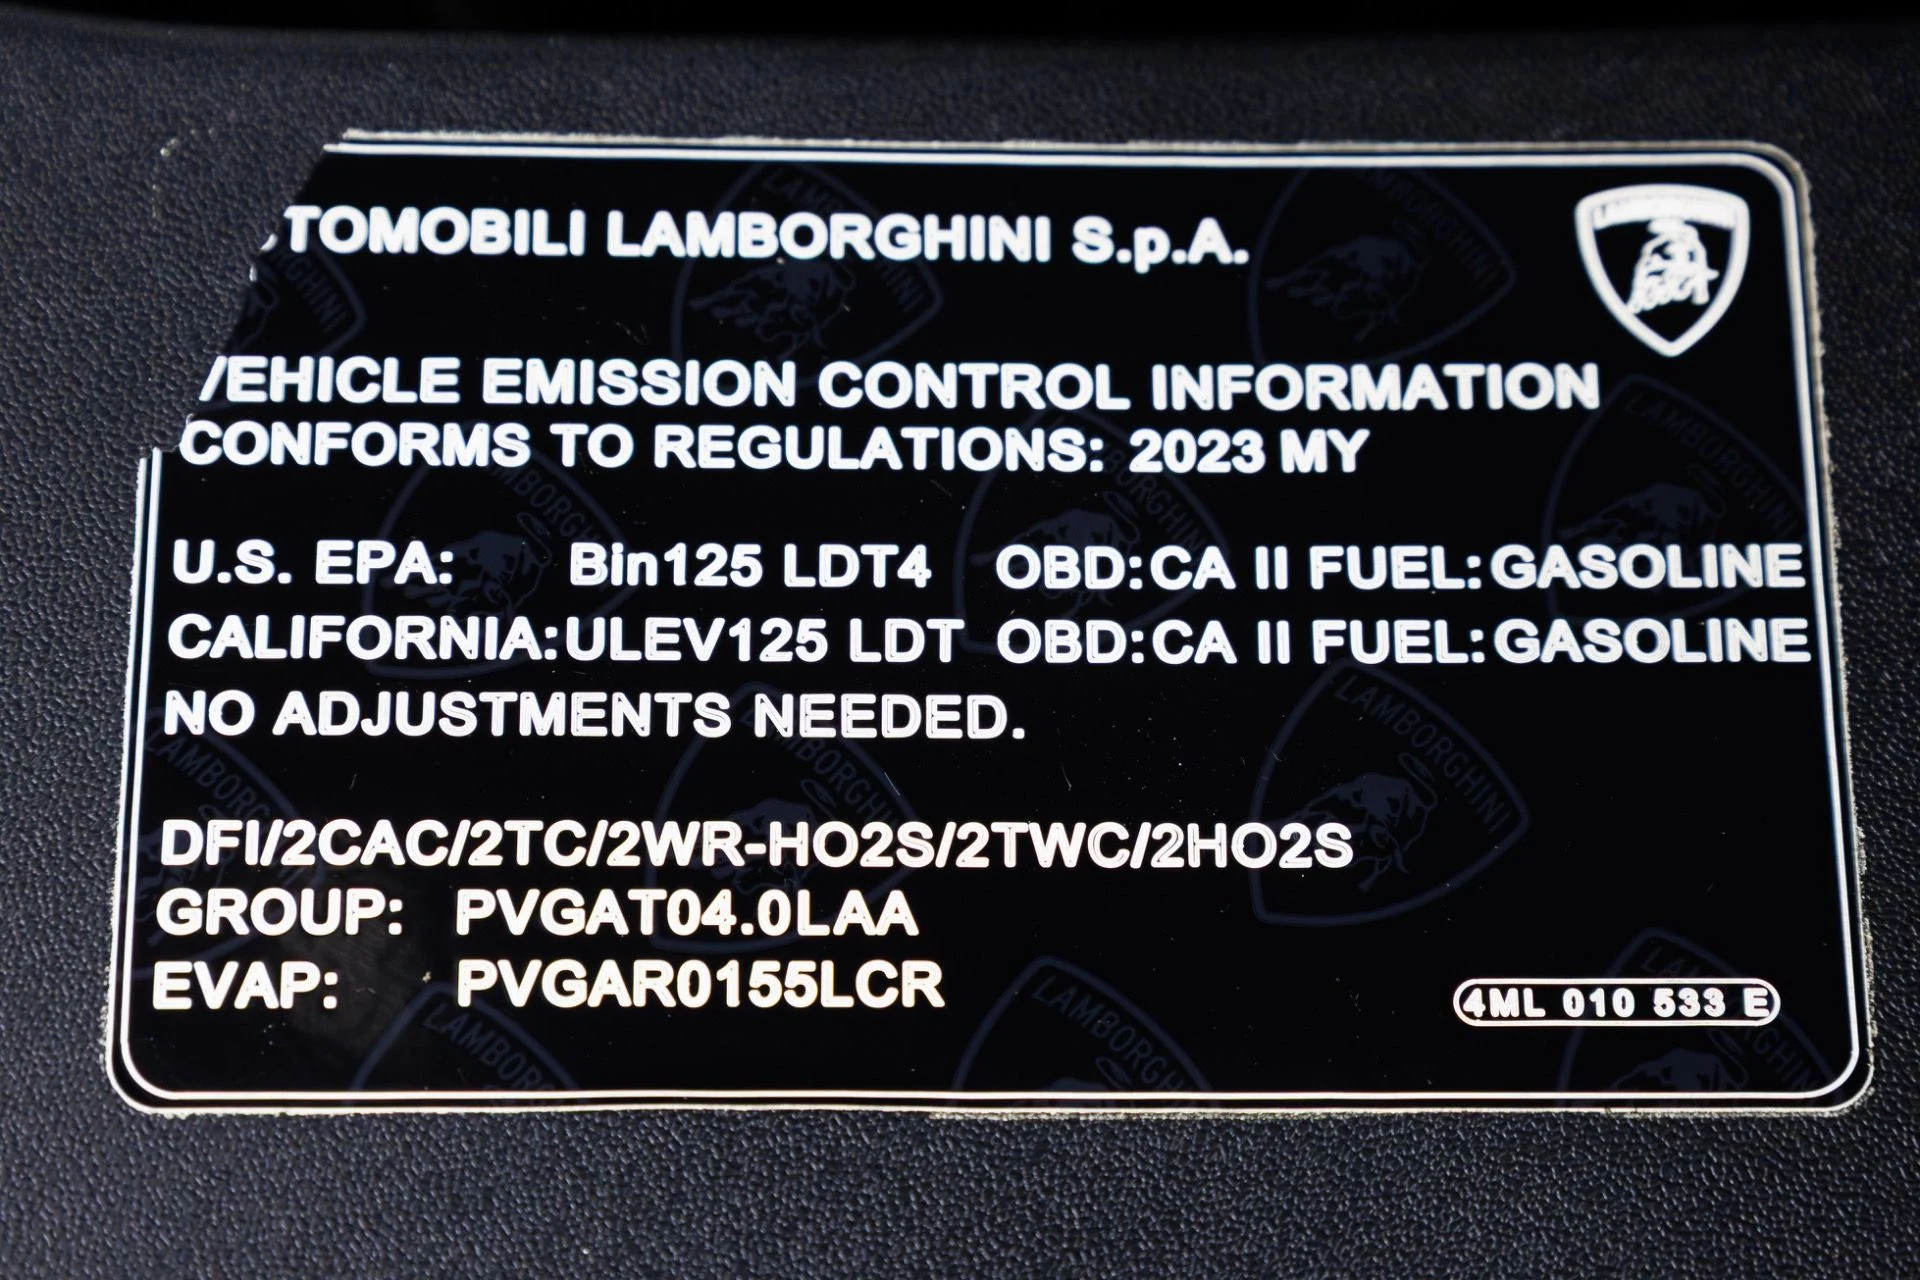 TOMOBILI LAMBORGHINI S.p.A.
LAMBORGHINI
VEHICLE EMISSION CONTROL INFORMATION
CONFORMS TO REGULATIONS: 2023 MY
U.S. EPA: Bin125 LDT4 OBD:CA II FUEL:GASOLINE
CALIFORNIA:ULEV125 LDT OBD:CA II FUEL:GASOLINE
NO ADJUSTMENTS NEEDED.
DFI/2CAC/2TC/2WR-HO2S/2TWC/2HO2S
GROUP: PVGAT04.0LAA
EVAP: PVGAR0155LCR
4ML 010 533 E